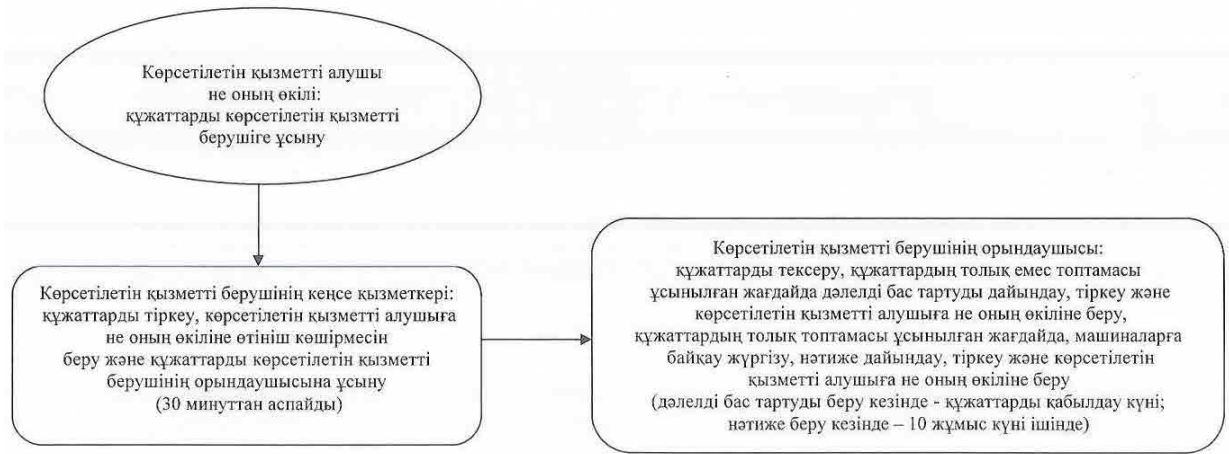 Көрсетілетін қызметті алушы
не оның өкілі:
құжаттарды көрсетілетін қызметті
берушіге ұсыну
Көрсетілетін қызметті берушінің кеңсе қызметкері:
құжаттарды тіркеу, көрсетілетін қызметті алушыға
не оның өкіліне өтініш көшірмесін
беру және құжаттарды көрсетілетін қызметті
берушінің орындаушысына ұсыну
(30 минуттан аспайды)
Көрсетілетін қызметті берушінің орындаушысы:
құжаттарды тексеру, құжаттардың толық емес топтамасы
ұсынылған жағдайда дәлелді бас тартуды дайындау, тіркеу және
көрсетілетін қызметті алушыға не оның өкіліне беру,
құжаттардың толық топтамасы ұсынылған жағдайда, машиналарға
байқау жүргізу, нәтиже дайындау, тіркеу және көрсетілетін
қызметті алушыға не оның өкіліне беру
(дәлелді бас тартуды беру кезінде - құжаттарды қабылдау күні;
нәтиже беру кезінде – 10 жұмыс күні ішінде)